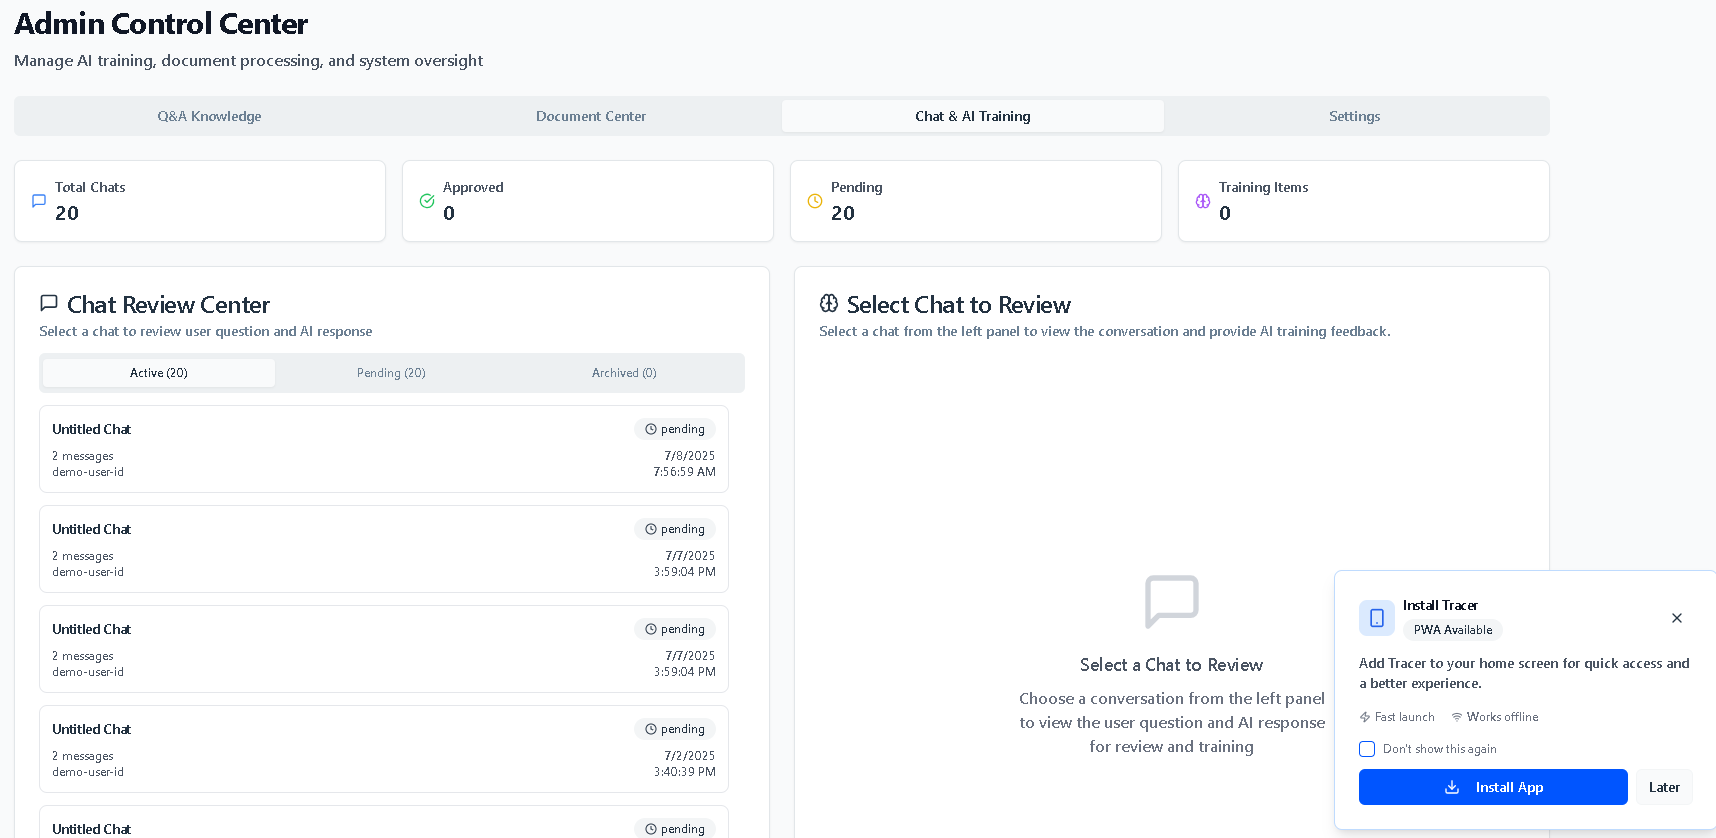 Admin Control Center
Manage AI training, document processing, and system oversight
Q&A Knowledge
Document Center
Chat & AI Training
Settings
Total Chats
20
Approved
0
Pending
20
Training Items
0
Chat Review Center
Select a chat to review user question and AI response
Active (20)
Pending (20)
Archived (0)
Untitled Chat
pending
2 messages
7/8/2025
demo-user-id
7:56:59 AM
Untitled Chat
pending
2 messages
7/7/2025
demo-user-id
3:59:04 PM
Untitled Chat
pending
2 messages
7/7/2025
demo-user-id
3:59:04 PM
Untitled Chat
pending
2 messages
7/2/2025
demo-user-id
3:40:39 PM
Untitled Chat
pending
Select Chat to Review
Select a chat from the left panel to view the conversation and provide AI training feedback.
Select a Chat to Review
Choose a conversation from the left panel
to view the user question and AI response
for review and training
Install Tracer
PWA Available
Add Tracer to your home screen for quick access and
a better experience.
Fast launch
Works offline
Don't show this again
Install App
Later